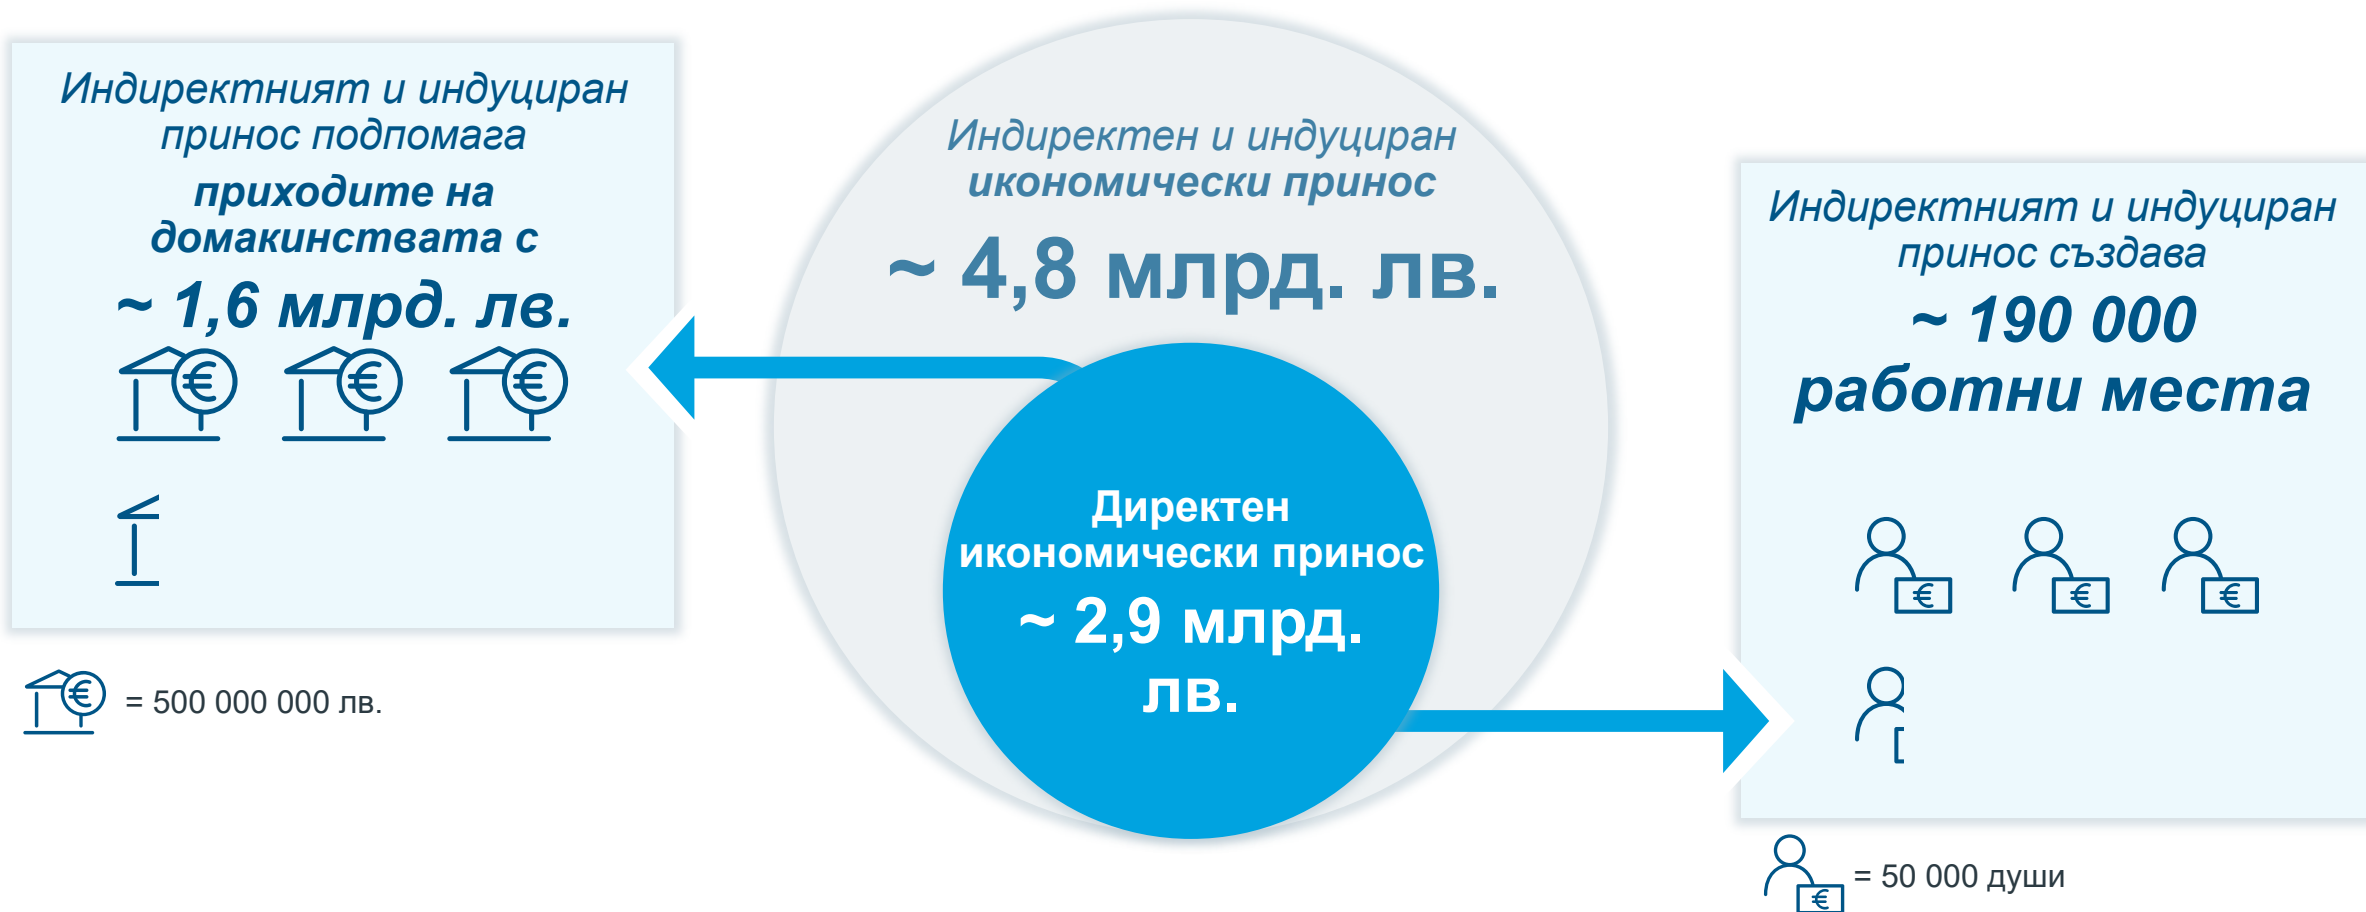 Индиректният и индуциран
принос подпомага
приходите на
домакинствата с
~ 1,6 млрд. лв.
= 500 000 000 лв.
Индиректен и индуциран
икономически принос
~ 4,8 млрд. лв.
Директен
икономически принос
~ 2,9 млрд.
лв.
Индиректният и индуциран
принос създава
~ 190 000
работни места
= 50 000 души